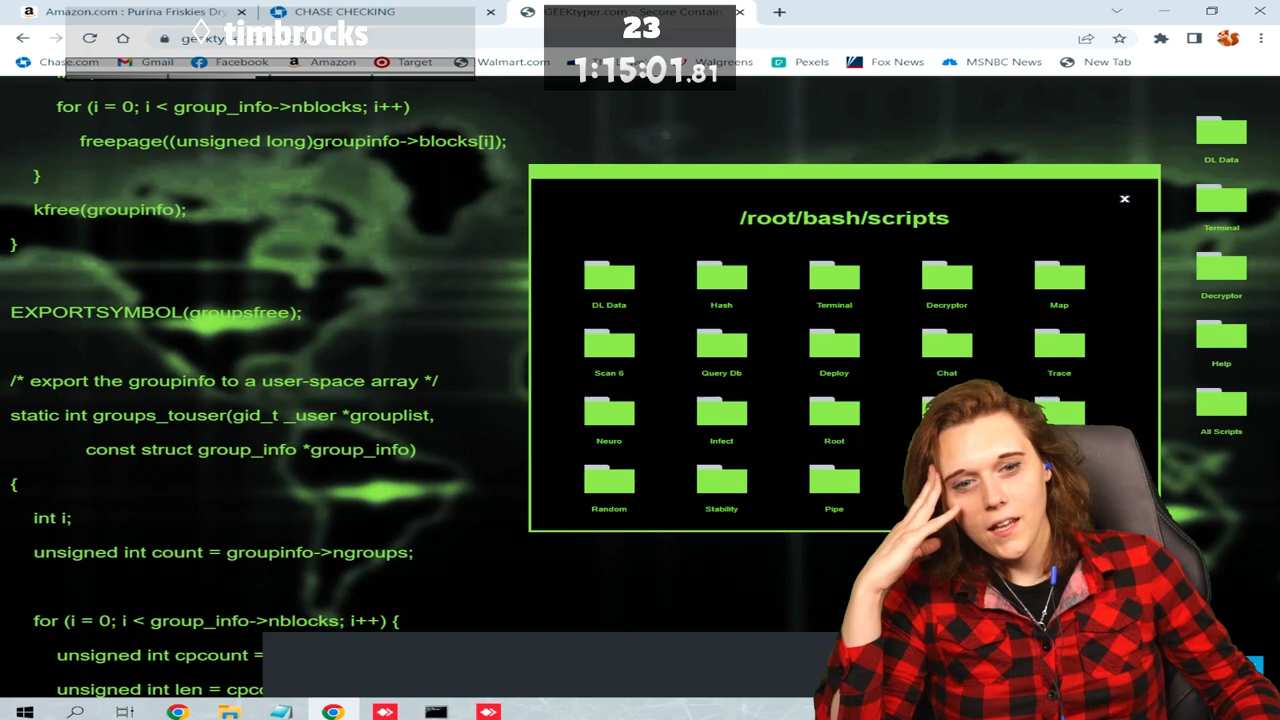 Amazon.com : Purina Friskies Dry
CHASE CHECKING
GEEKtyper.com - Secure Contain
timbrocks
23
1:15:01.81
Chase.com
Gmail
Facebook
Amazon
Target
Walmart.com
Walgreens
Pexels
Fox News
MSNBC News
New Tab
for (i = 0; i < group_info->nblocks; i++)
freepage((unsigned long)groupinfo->blocks[i]);
}
kfree(groupinfo);
}
EXPORTSYMBOL(groupsfree);
/* export the groupinfo to a user-space array */
static int groups_touser(gid_t _user *grouplist,
const struct group_info *group_info)
{
int i;
unsigned int count = groupinfo->ngroups;
for (i = 0; i < group_info->nblocks; i++) {
unsigned int cpcount =
unsigned int len = cpc
/root/bash/scripts
DL Data
Hash
Terminal
Decryptor
Map
Scan 6
Query Db
Deploy
Chat
Trace
Neuro
Infect
Root
Random
Stability
Pipe
DL Data
Terminal
Decryptor
Help
All Scripts